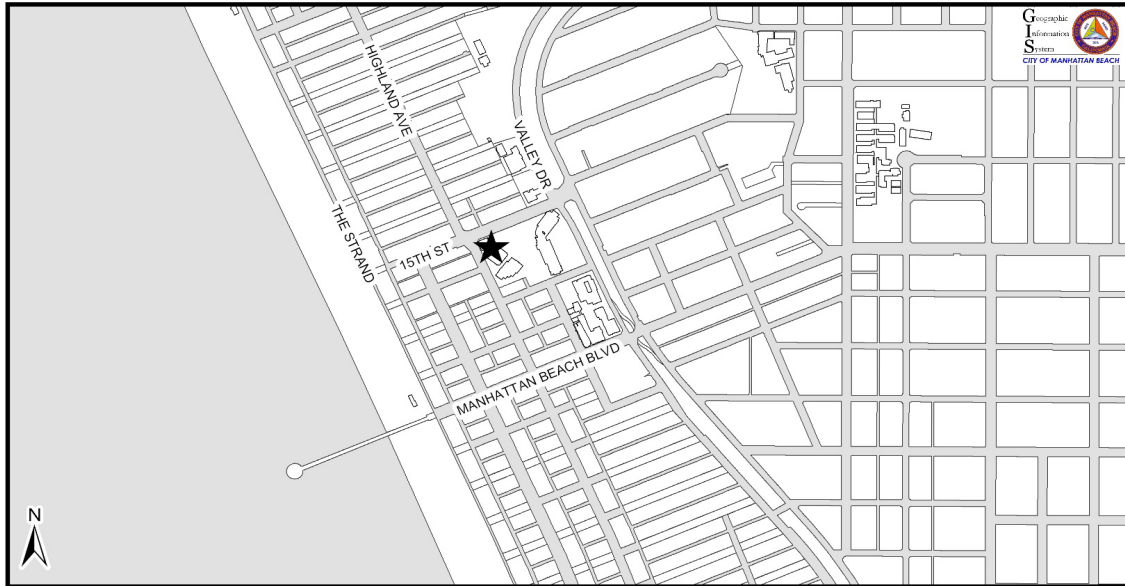 Geographic
Information
System
CITY OF MANHATTAN BEACH
HIGHLAND AVE
VALLEY DR
THE STRAND
15TH ST
MANHATTAN BEACH BLVD
N